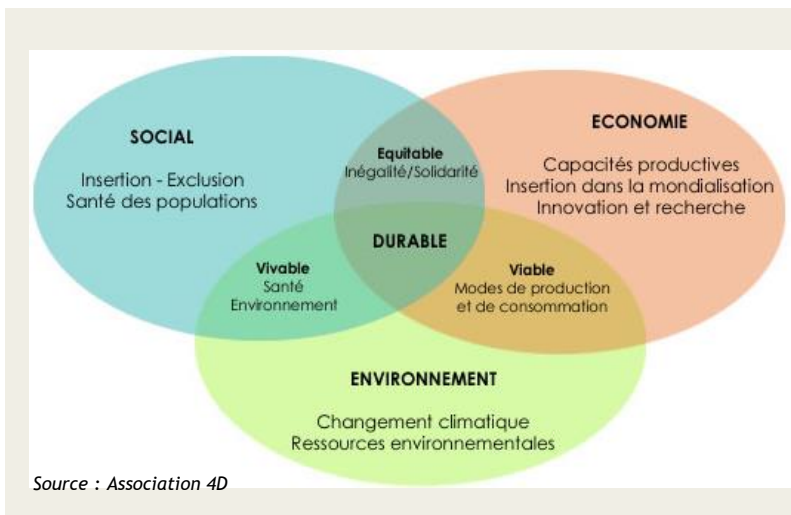 SOCIAL
Insertion - Exclusion
Santé des populations
Equitable
Inégalité/Solidarité
ECONOMIE
Capacités productives
Insertion dans la mondialisation
Innovation et recherche
DURABLE
Vivable
Santé
Environnement
Viable
Modes de production
et de consommation
ENVIRONNEMENT
Changement climatique
Ressources environnementales
Source : Association 4D